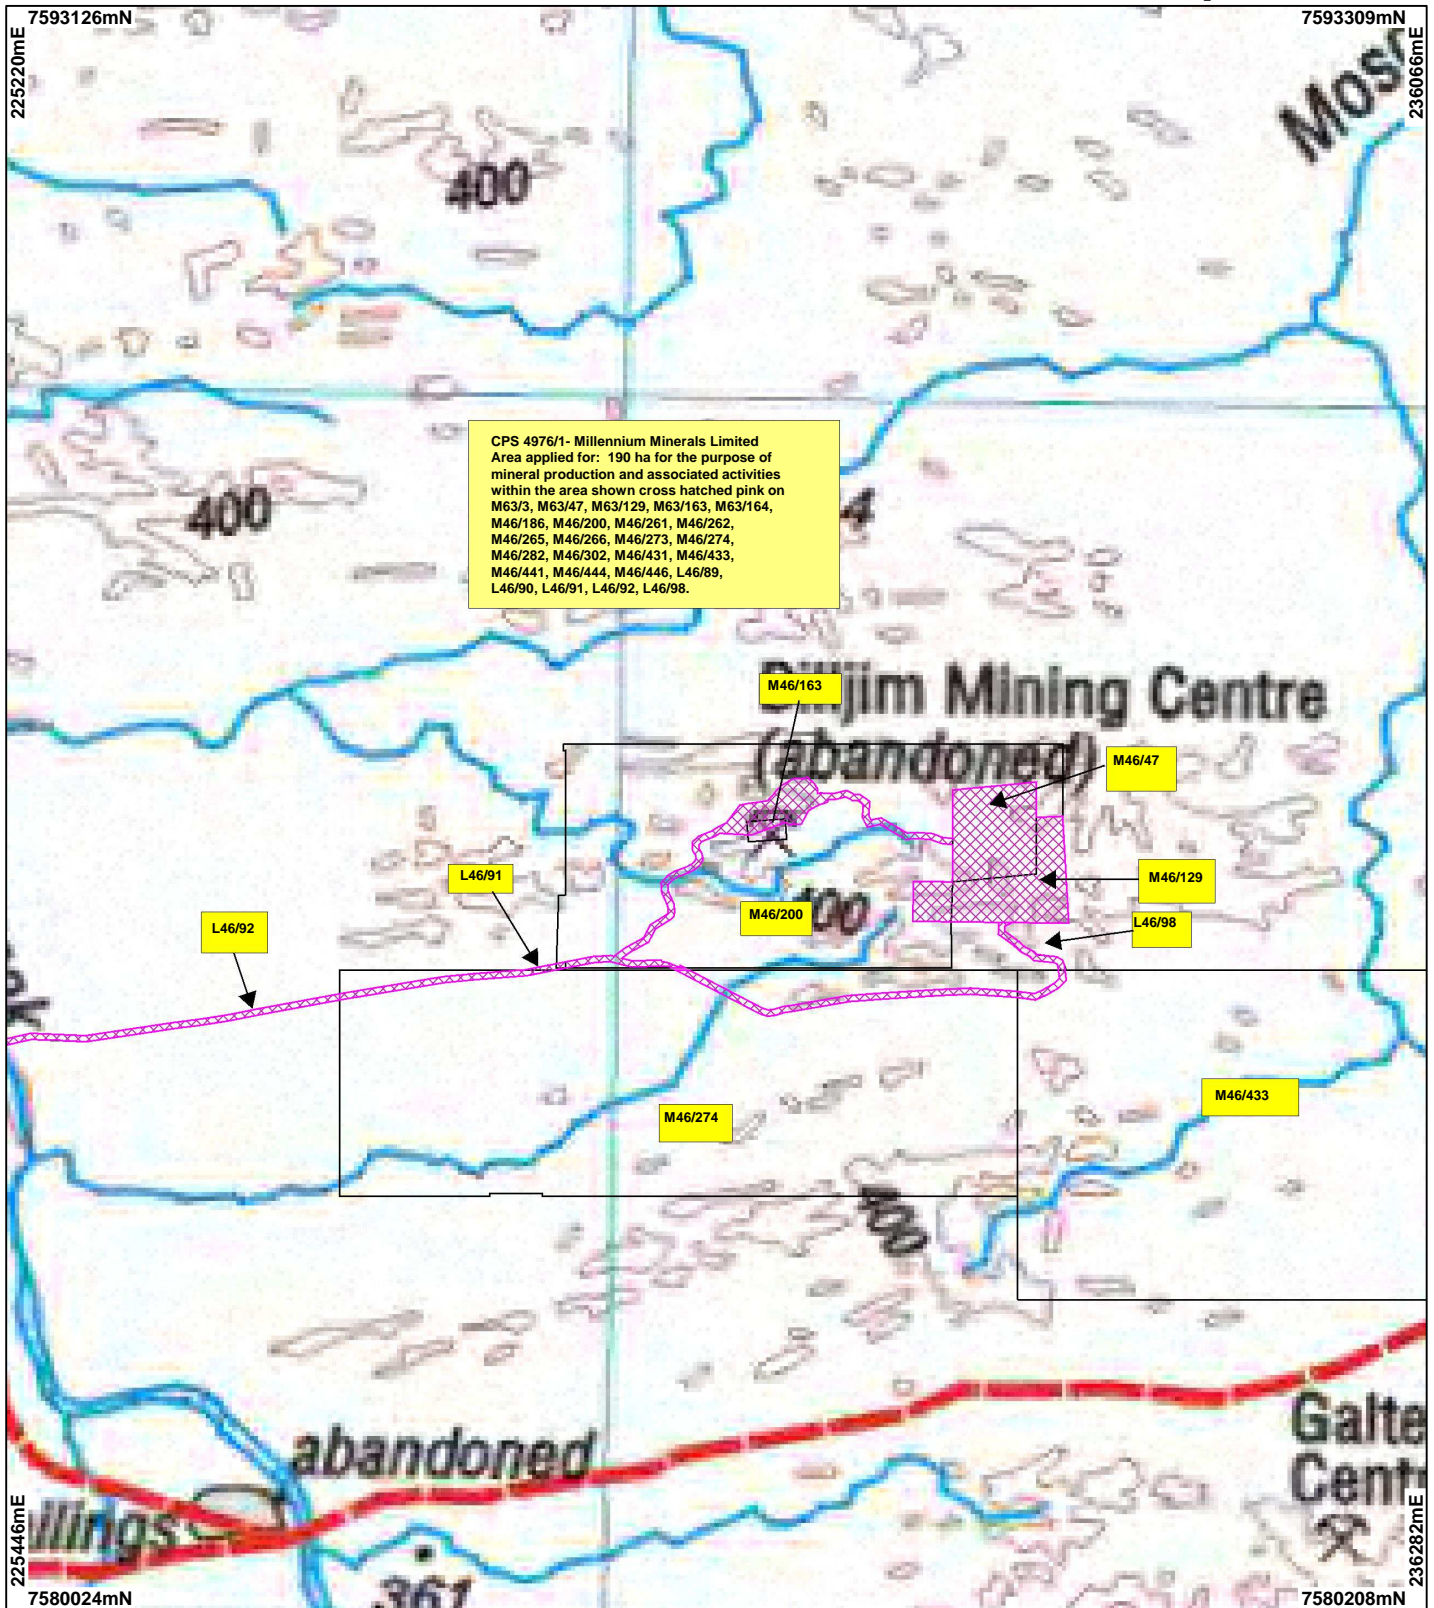 7593126mN
7593309mN
225220mE
236066mE
400
CPS 4976/1- Millennium Minerals Limited
Area applied for: 190 ha for the purpose of
mineral production and associated activities
within the area shown cross hatched pink on
M63/3, M63/47, M63/129, M63/163, M63/164,
M46/186, M46/200, M46/261, M46/262,
M46/265, M46/266, M46/273, M46/274,
M46/282, M46/302, M46/431, M46/433,
M46/441, M46/444, M46/446, L46/89,
L46/90, L46/91, L46/92, L46/98.
400
4
M46/163
Mining Centre
(abandoned)
M46/47
L46/91
M46/129
M46/200
400
L46/98
L46/92
M46/433
M46/274
400
abandoned
361
225446mE
236282mE
7580024mN
7580208mN